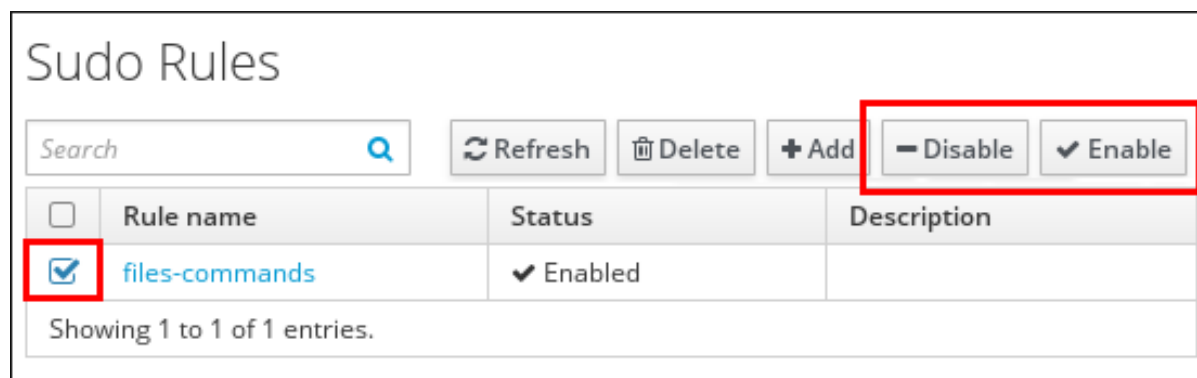 Sudo Rules
Search Refresh Delete Add Disable Enable
Rule name Status Description
files-commands Enabled
Showing 1 to 1 of 1 entries.